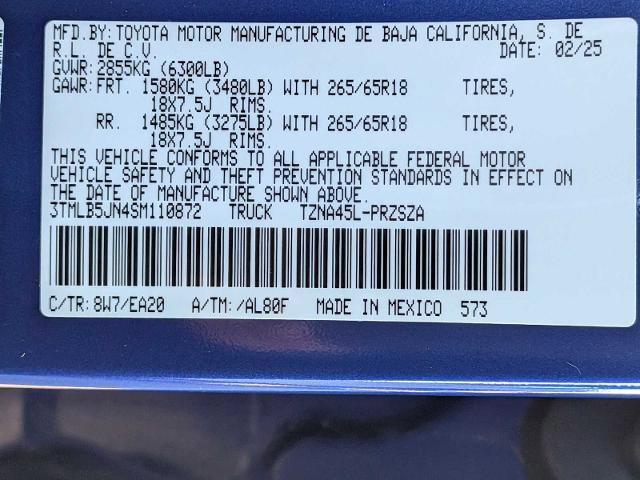 MFD.BY: TOYOTA MOTOR MANUFACTURING DE BAJA CALIFORNIA, S. DE
R.L. DE C.V. DATE: 02/25
GVWR: 2855KG (6300LB)
GAWR: FRT. 1580KG (3480LB) WITH 265/65R18 TIRES,
18X7.5J RIMS.
RR. 1485KG (3275LB) WITH 265/65R18 TIRES,
18X7.5J RIMS.
THIS VEHICLE CONFORMS TO ALL APPLICABLE FEDERAL MOTOR
VEHICLE SAFETY AND THEFT PREVENTION STANDARDS IN EFFECT ON
THE DATE OF MANUFACTURE SHOWN ABOVE.
3TMLB5JN4SM110872 TRUCK TZNA45L-PRZSZA
C/TR: 8W7/EA20 A/TM: /AL80F MADE IN MEXICO 573